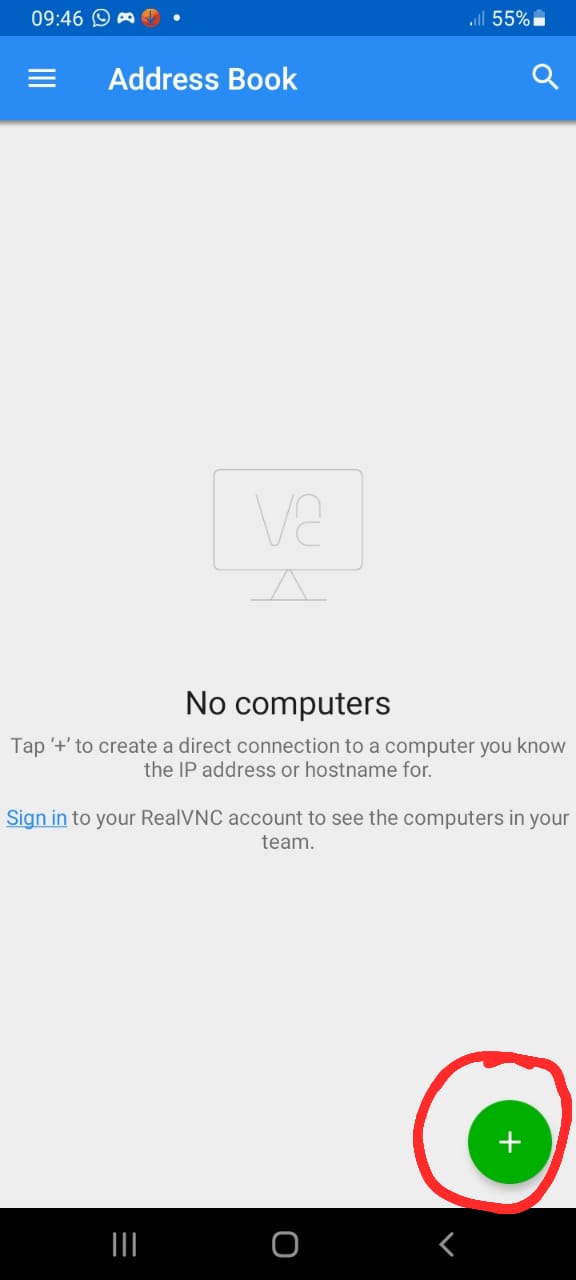 09:46 55%
Address Book
No computers
Tap ‘+’ to create a direct connection to a computer you know
the IP address or hostname for.
Sign in to your RealVNC account to see the computers in your
team.
+